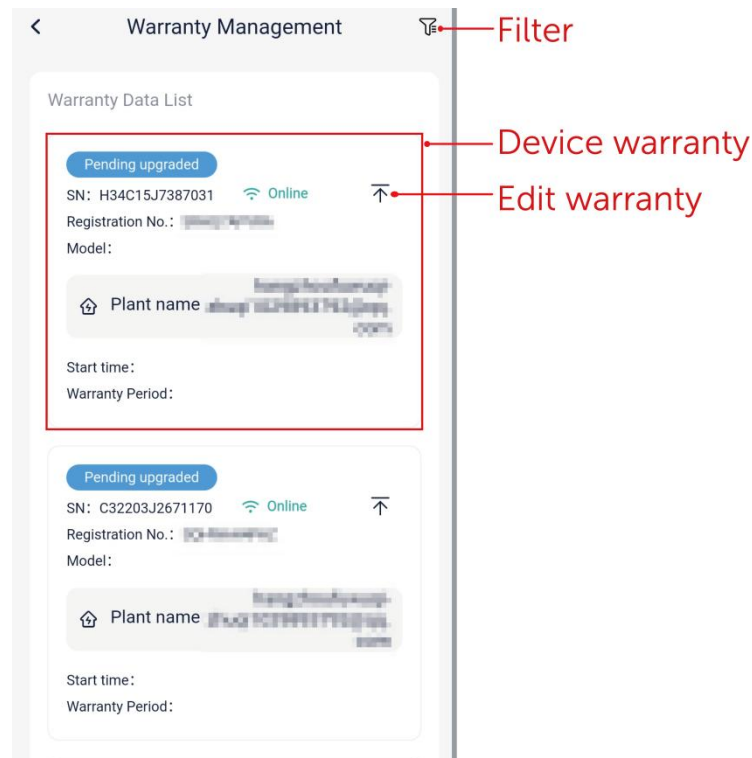 Warranty Management
Filter
Warranty Data List
Device warranty
Pending upgraded
SN: H34C15J7387031 Online
Edit warranty
Registration No.:
Model:
Plant name
com
Start time:
Warranty Period:
Pending upgraded
SN: C32203J2671170 Online
Registration No.:
Model:
Plant name
Start time:
Warranty Period: